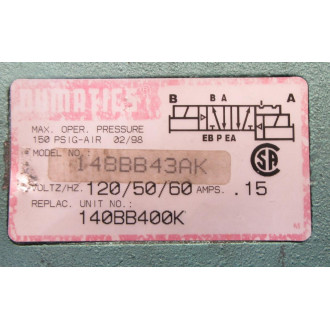 NUMATICS
B B A A
MAX. OPER. PRESSURE
150 PSIG-AIR 02/98
EB P EA
MODEL NO.
148BB43AK
VOLTZ/HZ. 120/50/60 AMPS. .15
REPLAC. UNIT NO.:
140BB400K